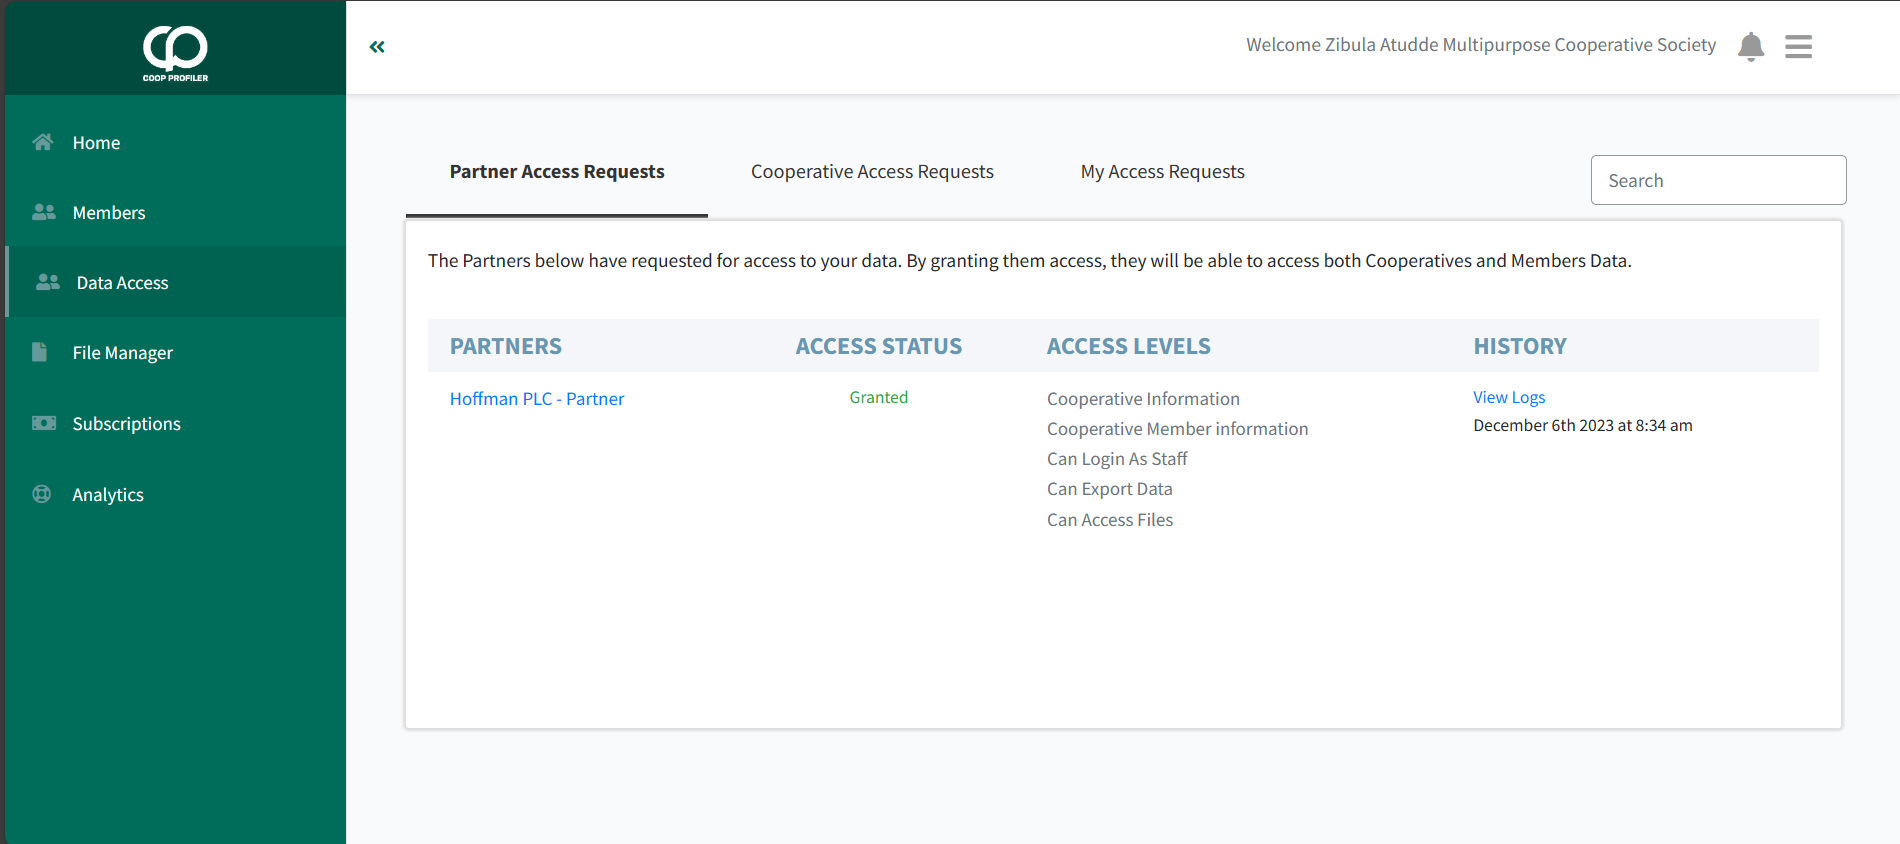 COOP PROFILER
Welcome Zibula Atudde Multipurpose Cooperative Society
Home
Members
Data Access
File Manager
Subscriptions
Analytics
Partner Access Requests
Cooperative Access Requests
My Access Requests
Search
The Partners below have requested for access to your data. By granting them access, they will be able to access both Cooperatives and Members Data.
PARTNERS
ACCESS STATUS
ACCESS LEVELS
HISTORY
Hoffman PLC - Partner
Granted
Cooperative Information
Cooperative Member information
Can Login As Staff
Can Export Data
Can Access Files
View Logs
December 6th 2023 at 8:34 am